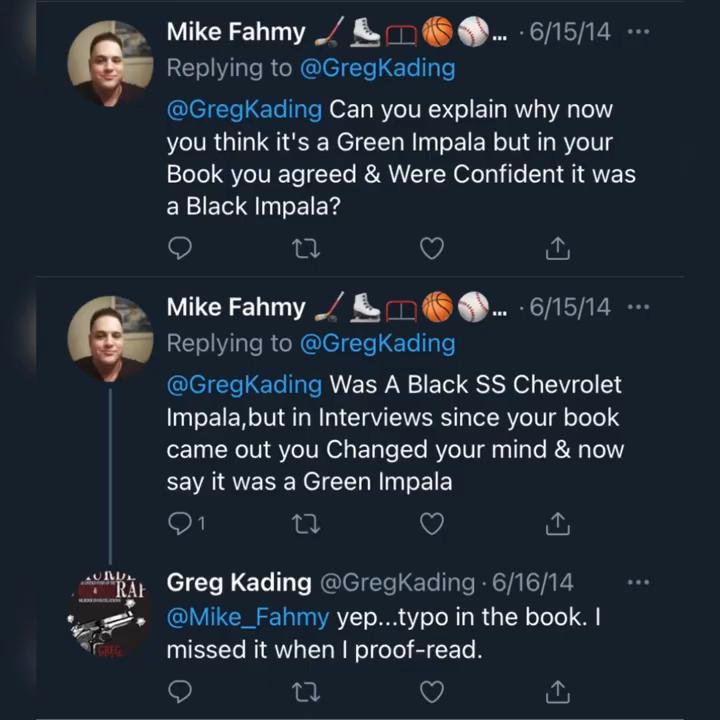 Mike Fahmy 🏒⛸️🥅🏀⚾... · 6/15/14 •••
Replying to @GregKading
@GregKading Can you explain why now
you think it's a Green Impala but in your
Book you agreed & Were Confident it was
a Black Impala?
Mike Fahmy 🏒⛸️🥅🏀⚾... · 6/15/14 •••
Replying to @GregKading
@GregKading Was A Black SS Chevrolet
Impala,but in Interviews since your book
came out you Changed your mind & now
say it was a Green Impala
1
RAP
GREG
Greg Kading @GregKading · 6/16/14 •••
@Mike_Fahmy yep...typo in the book. I
missed it when I proof-read.